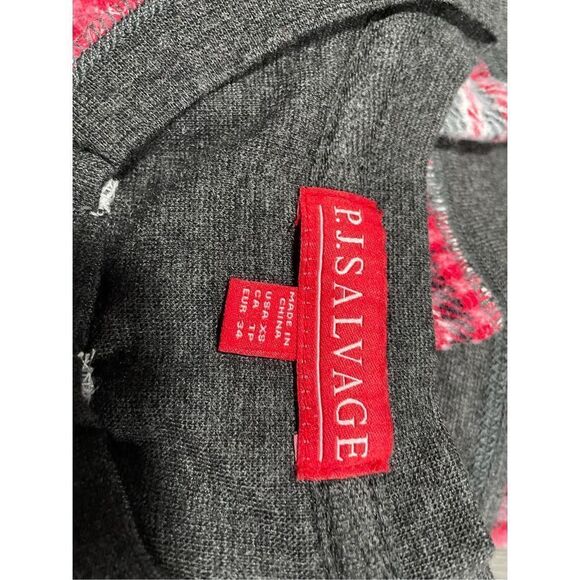 P.J.SALVAGE
MADE IN
CHINA
USA XS
CA TP
EUR 34